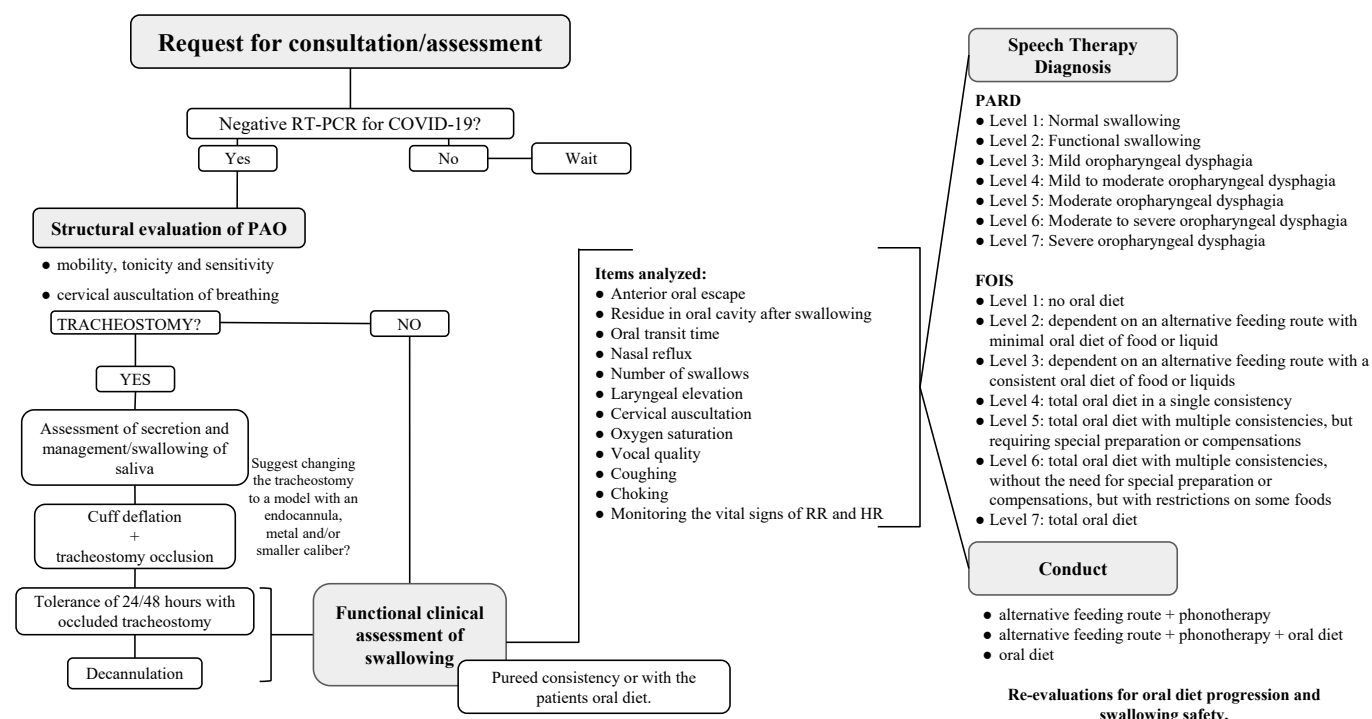 Request for consultation/assessment
Negative RT-PCR for COVID-19?
Yes
No
Wait
Structural evaluation of PAO
● mobility, tonicity and sensitivity
● cervical auscultation of breathing
TRACHEOSTOMY?
NO
YES
Assessment of secretion and
management/swallowing of
saliva
Suggest changing
the tracheostomy
to a model with an
endocannula,
metal and/or
smaller caliber?
Cuff deflation
+
tracheostomy occlusion
Tolerance of 24/48 hours with
occluded tracheostomy
Decannulation
Functional clinical
assessment of
swallowing
Pureed consistency or with the
patients oral diet.
Items analyzed:
● Anterior oral escape
● Residue in oral cavity after swallowing
● Oral transit time
● Nasal reflux
● Number of swallows
● Laryngeal elevation
● Cervical auscultation
● Oxygen saturation
● Vocal quality
● Coughing
● Choking
● Monitoring the vital signs of RR and HR
Speech Therapy
Diagnosis
PARD
● Level 1: Normal swallowing
● Level 2: Functional swallowing
● Level 3: Mild oropharyngeal dysphagia
● Level 4: Mild to moderate oropharyngeal dysphagia
● Level 5: Moderate oropharyngeal dysphagia
● Level 6: Moderate to severe oropharyngeal dysphagia
● Level 7: Severe oropharyngeal dysphagia
FOIS
● Level 1: no oral diet
● Level 2: dependent on an alternative feeding route with
minimal oral diet of food or liquid
● Level 3: dependent on an alternative feeding route with a
consistent oral diet of food or liquids
● Level 4: total oral diet in a single consistency
● Level 5: total oral diet with multiple consistencies, but
requiring special preparation or compensations
● Level 6: total oral diet with multiple consistencies,
without the need for special preparation or
compensations, but with restrictions on some foods
● Level 7: total oral diet
Conduct
● alternative feeding route + phonotherapy
● alternative feeding route + phonotherapy + oral diet
● oral diet
Re-evaluations for oral diet progression and
swallowing safety.